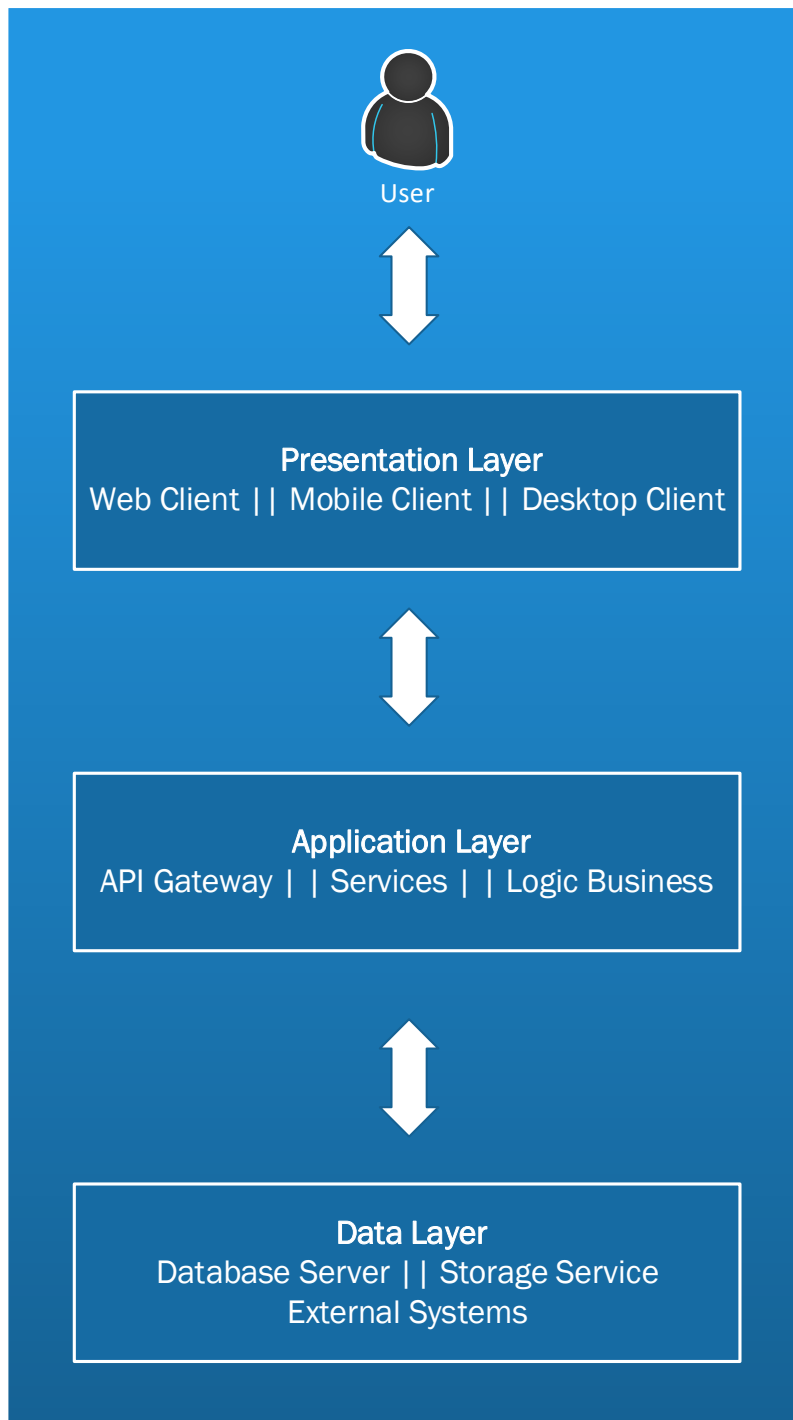 User
Presentation Layer
Web Client || Mobile Client || Desktop Client
Application Layer
API Gateway || Services || Logic Business
Data Layer
Database Server || Storage Service
External Systems